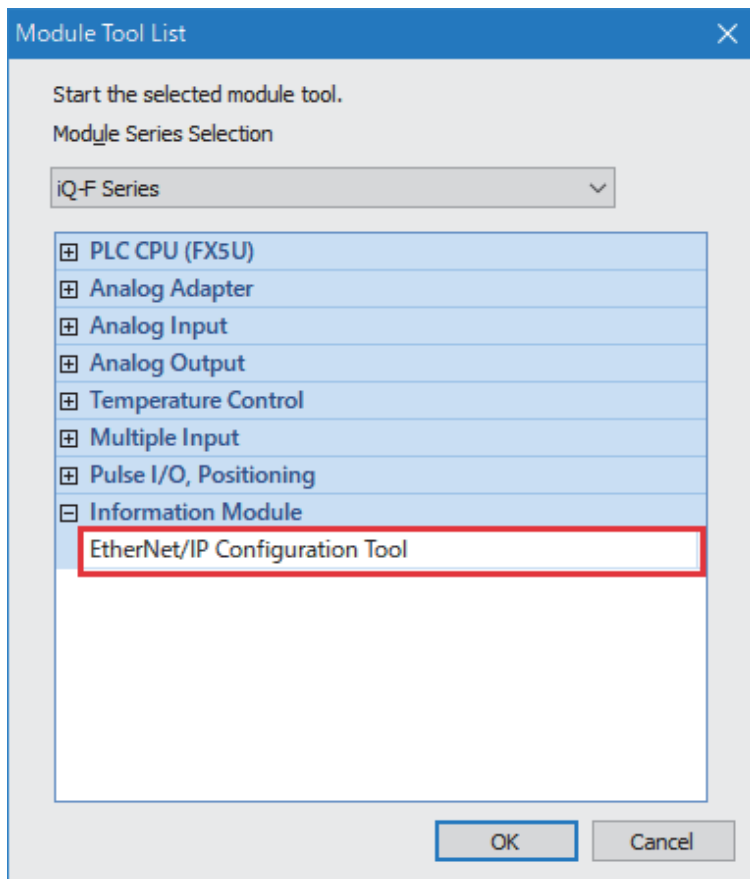 Module Tool List
Start the selected module tool.
Module Series Selection
iQ-F Series
PLC CPU (FX5U)
Analog Adapter
Analog Input
Analog Output
Temperature Control
Multiple Input
Pulse I/O, Positioning
Information Module
EtherNet/IP Configuration Tool
OK Cancel